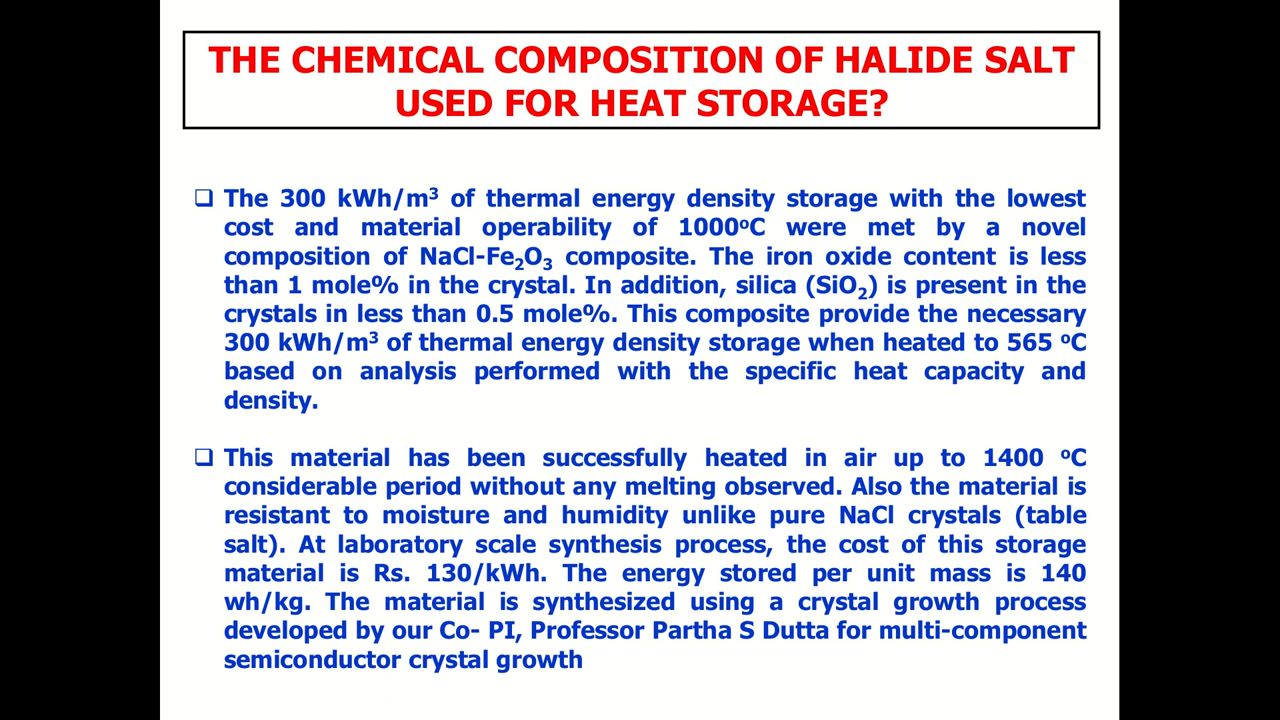 THE CHEMICAL COMPOSITION OF HALIDE SALT
USED FOR HEAT STORAGE?
❑ The 300 kWh/m³ of thermal energy density storage with the lowest
cost and material operability of 1000ºC were met by a novel
composition of NaCl-Fe₂O₃ composite. The iron oxide content is less
than 1 mole% in the crystal. In addition, silica (SiO₂) is present in the
crystals in less than 0.5 mole%. This composite provide the necessary
300 kWh/m³ of thermal energy density storage when heated to 565 ºC
based on analysis performed with the specific heat capacity and
density.
❑ This material has been successfully heated in air up to 1400 ºC
considerable period without any melting observed. Also the material is
resistant to moisture and humidity unlike pure NaCl crystals (table
salt). At laboratory scale synthesis process, the cost of this storage
material is Rs. 130/kWh. The energy stored per unit mass is 140
wh/kg. The material is synthesized using a crystal growth process
developed by our Co- PI, Professor Partha S Dutta for multi-component
semiconductor crystal growth